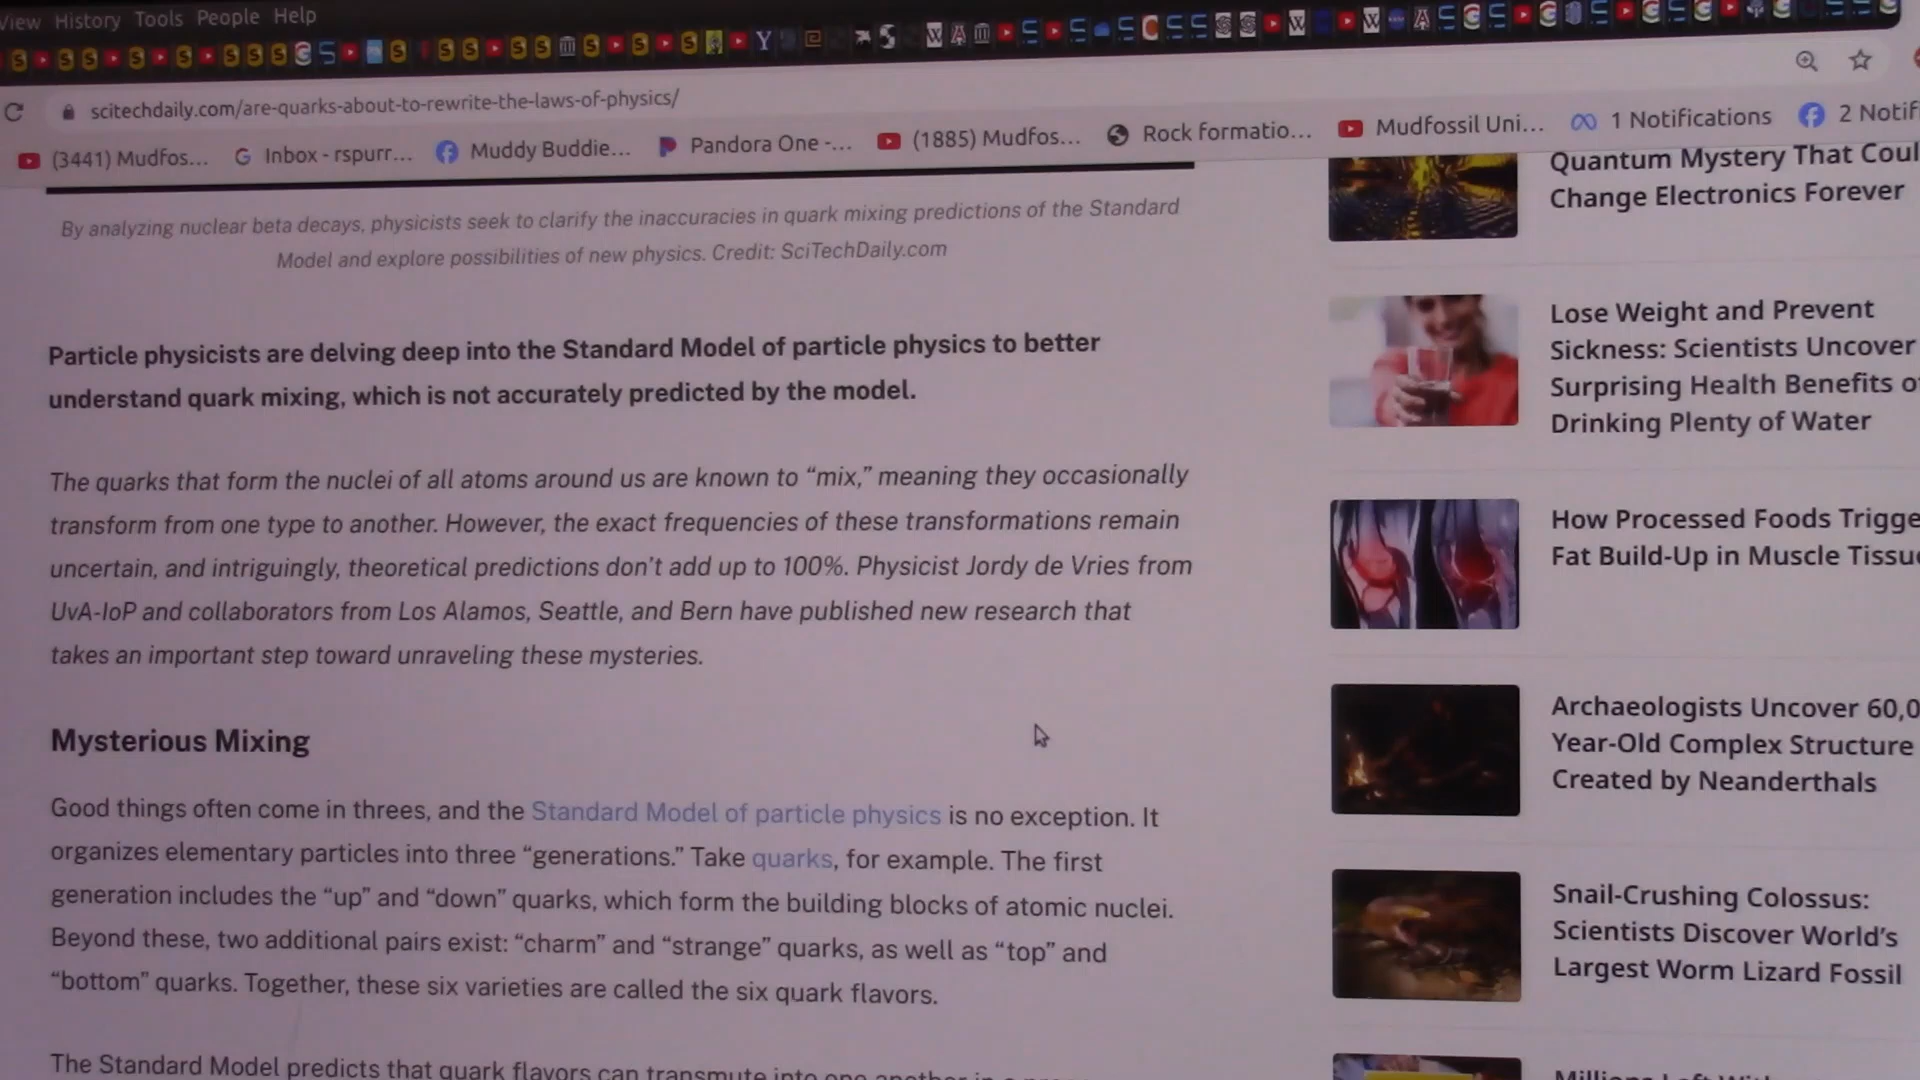 View History Tools People Help
scitechdaily.com/are-quarks-about-to-rewrite-the-laws-of-physics/
(3441) Mudfos... Inbox - rspurr... Muddy Buddie... Pandora One -... (1885) Mudfos... Rock formatio... Mudfossil Uni... 1 Notifications 2 Notif
By analyzing nuclear beta decays, physicists seek to clarify the inaccuracies in quark mixing predictions of the Standard
Model and explore possibilities of new physics. Credit: SciTechDaily.com
Particle physicists are delving deep into the Standard Model of particle physics to better
understand quark mixing, which is not accurately predicted by the model.
The quarks that form the nuclei of all atoms around us are known to “mix,” meaning they occasionally
transform from one type to another. However, the exact frequencies of these transformations remain
uncertain, and intriguingly, theoretical predictions don’t add up to 100%. Physicist Jordy de Vries from
UvA-IoP and collaborators from Los Alamos, Seattle, and Bern have published new research that
takes an important step toward unraveling these mysteries.
Mysterious Mixing
Good things often come in threes, and the Standard Model of particle physics is no exception. It
organizes elementary particles into three “generations.” Take quarks, for example. The first
generation includes the “up” and “down” quarks, which form the building blocks of atomic nuclei.
Beyond these, two additional pairs exist: “charm” and “strange” quarks, as well as “top” and
“bottom” quarks. Together, these six varieties are called the six quark flavors.
The Standard Model predicts that quark flavors can transmute into one another in a
Quantum Mystery That Coul
Change Electronics Forever
Lose Weight and Prevent
Sickness: Scientists Uncover
Surprising Health Benefits o
Drinking Plenty of Water
How Processed Foods Trigge
Fat Build-Up in Muscle Tissu
Archaeologists Uncover 60,0
Year-Old Complex Structure
Created by Neanderthals
Snail-Crushing Colossus:
Scientists Discover World’s
Largest Worm Lizard Fossil